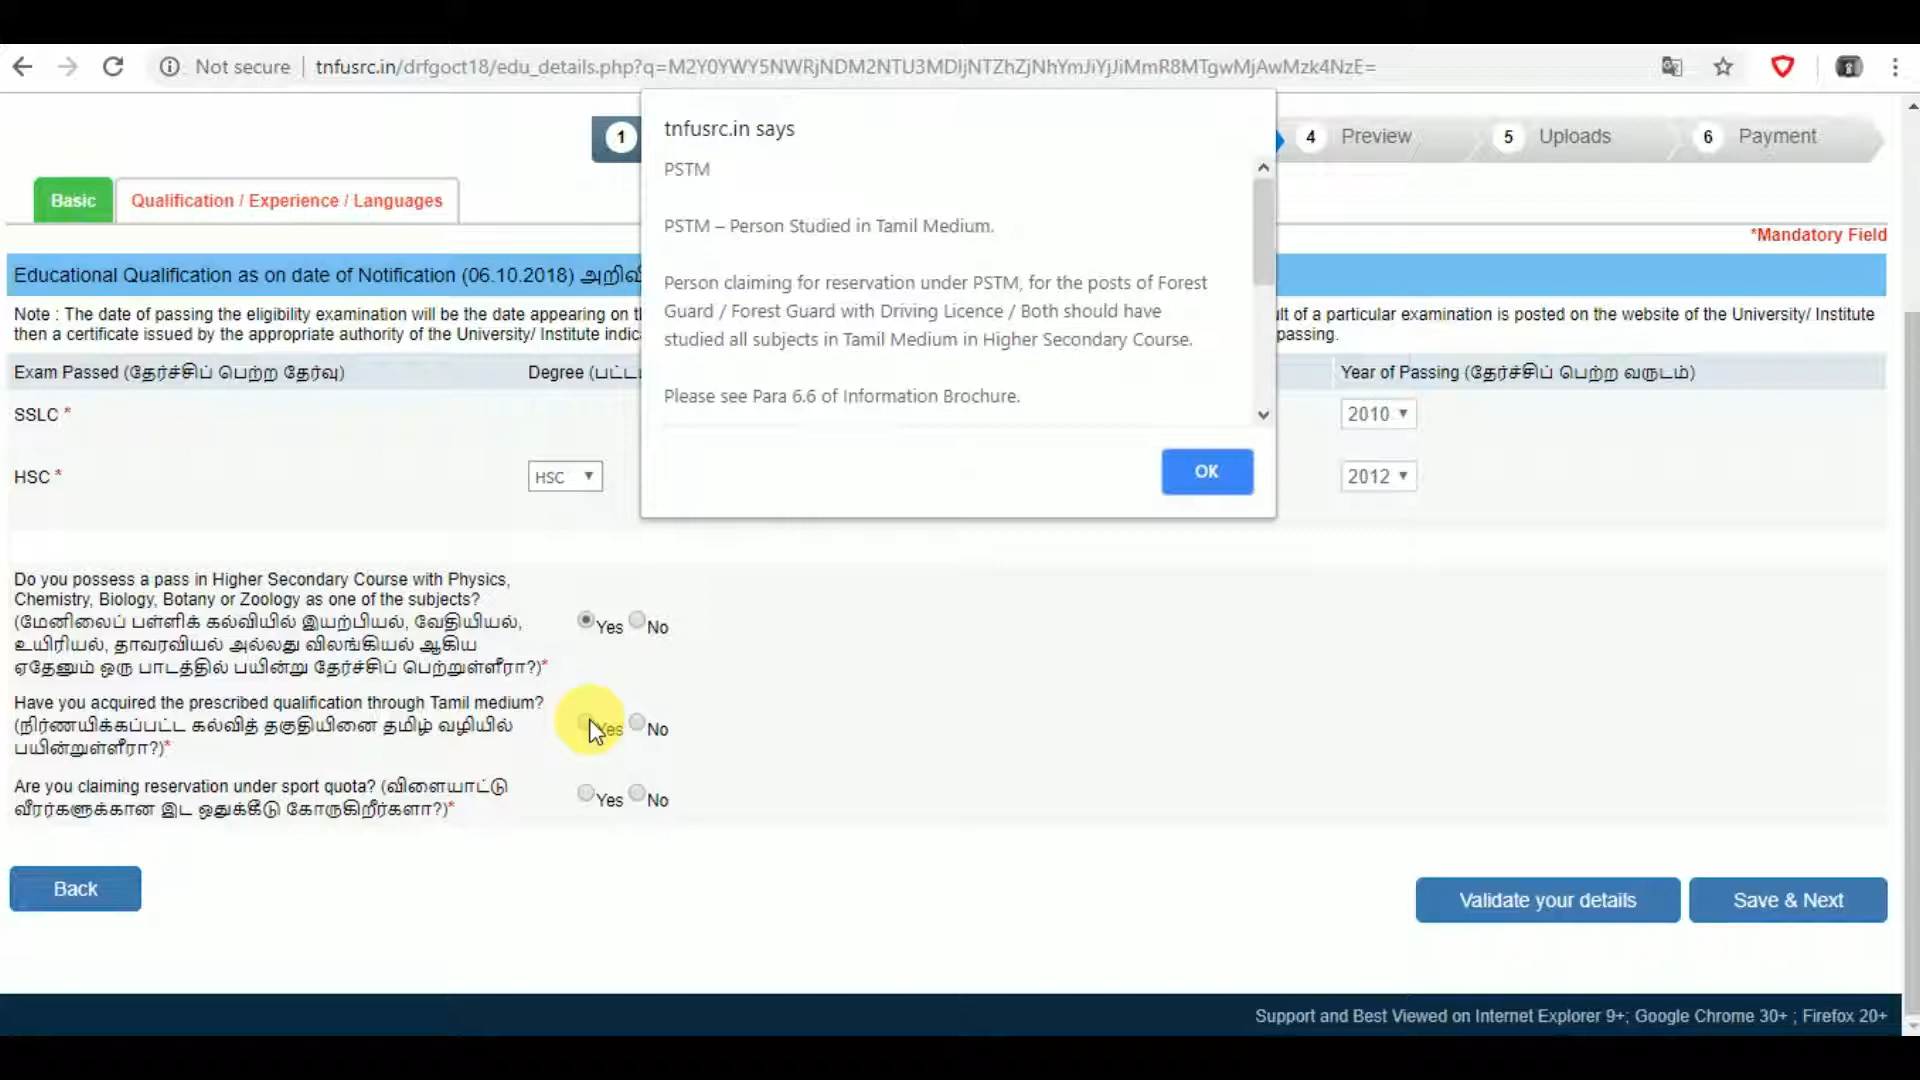 Not secure
tnfusrc.in/drfgoct18/edu_details.php?q=M2Y0YWY5NWRjNDM2NTU3MDIjNTZhZjNhYmJiYjJiMmR8MTgwMjAwMzk4NzE=
tnfusrc.in says
PSTM
PSTM – Person Studied in Tamil Medium.
Person claiming for reservation under PSTM, for the posts of Forest
Guard / Forest Guard with Driving Licence / Both should have
studied all subjects in Tamil Medium in Higher Secondary Course.
Please see Para 6.6 of Information Brochure.
OK
1
4 Preview
5 Uploads
6 Payment
Basic
Qualification / Experience / Languages
*Mandatory Field
Educational Qualification as on date of Notification (06.10.2018)
Note : The date of passing the eligibility examination will be the date appearing on
ult of a particular examination is posted on the website of the University/ Institute
then a certificate issued by the appropriate authority of the University/ Institute
passing.
Exam Passed (தேர்ச்சிப் பெற்ற தேர்வு)
Degree
Year of Passing (தேர்ச்சிப் பெற்ற வருடம்)
SSLC *
2010
HSC *
HSC
2012
Do you possess a pass in Higher Secondary Course with Physics,
Chemistry, Biology, Botany or Zoology as one of the subjects?
(மேனிலைப் பள்ளிக் கல்வியில் இயற்பியல், வேதியியல்,
உயிரியல், தாவரவியல் அல்லது விலங்கியல் ஆகிய
ஏதேனும் ஒரு பாடத்தில் பயின்று தேர்ச்சிப் பெற்றுள்ளீரா?)*
Yes No
Have you acquired the prescribed qualification through Tamil medium?
(நிர்ணயிக்கப்பட்ட கல்வித் தகுதியினை தமிழ் வழியில்
பயின்றுள்ளீரா?)*
Yes No
Are you claiming reservation under sport quota? (விளையாட்டு
வீரர்களுக்கான இட ஒதுக்கீடு கோருகிறீர்களா?)*
Yes No
Back
Validate your details
Save & Next
Support and Best Viewed on Internet Explorer 9+; Google Chrome 30+ ; Firefox 20+